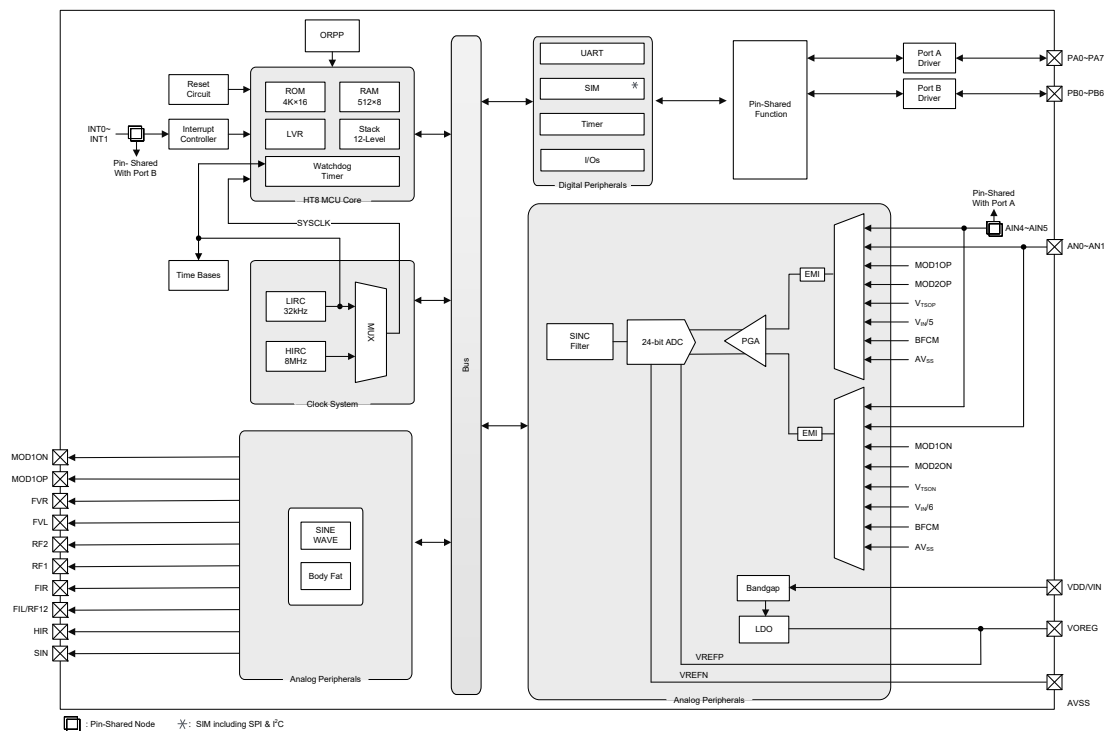 ORPP
Reset
Circuit
ROM
4K×16
RAM
512×8
INT0~
INT1
Interrupt
Controller
LVR
Stack
12-Level
Pin- Shared
With Port B
Watchdog
Timer
HT8 MCU Core
SYSCLK
Time Bases
LIRC
32kHz
HIRC
8MHz
MUX
Clock System
Bus
UART
SIM
Timer
I/Os
Digital Peripherals
Pin-Shared
Function
Port A
Driver
Port B
Driver
PA0~PA7
PB0~PB6
Pin-Shared
With Port A
AIN4~AIN5
AN0~AN1
MOD1OP
MOD2OP
VTSOP
VIN/5
BFCM
AVSS
EMI
SINC
Filter
24-bit ADC
PGA
EMI
MOD1ON
MOD2ON
VTSON
VIN/6
BFCM
AVSS
Bandgap
LDO
VREFP
VREFN
Analog Peripherals
VDD/VIN
VOREG
AVSS
MOD1ON
MOD1OP
FVR
FVL
RF2
RF1
FIR
FIL/RF12
HIR
SIN
SINE
WAVE
Body Fat
Analog Peripherals
: Pin-Shared Node
: SIM including SPI & I²C